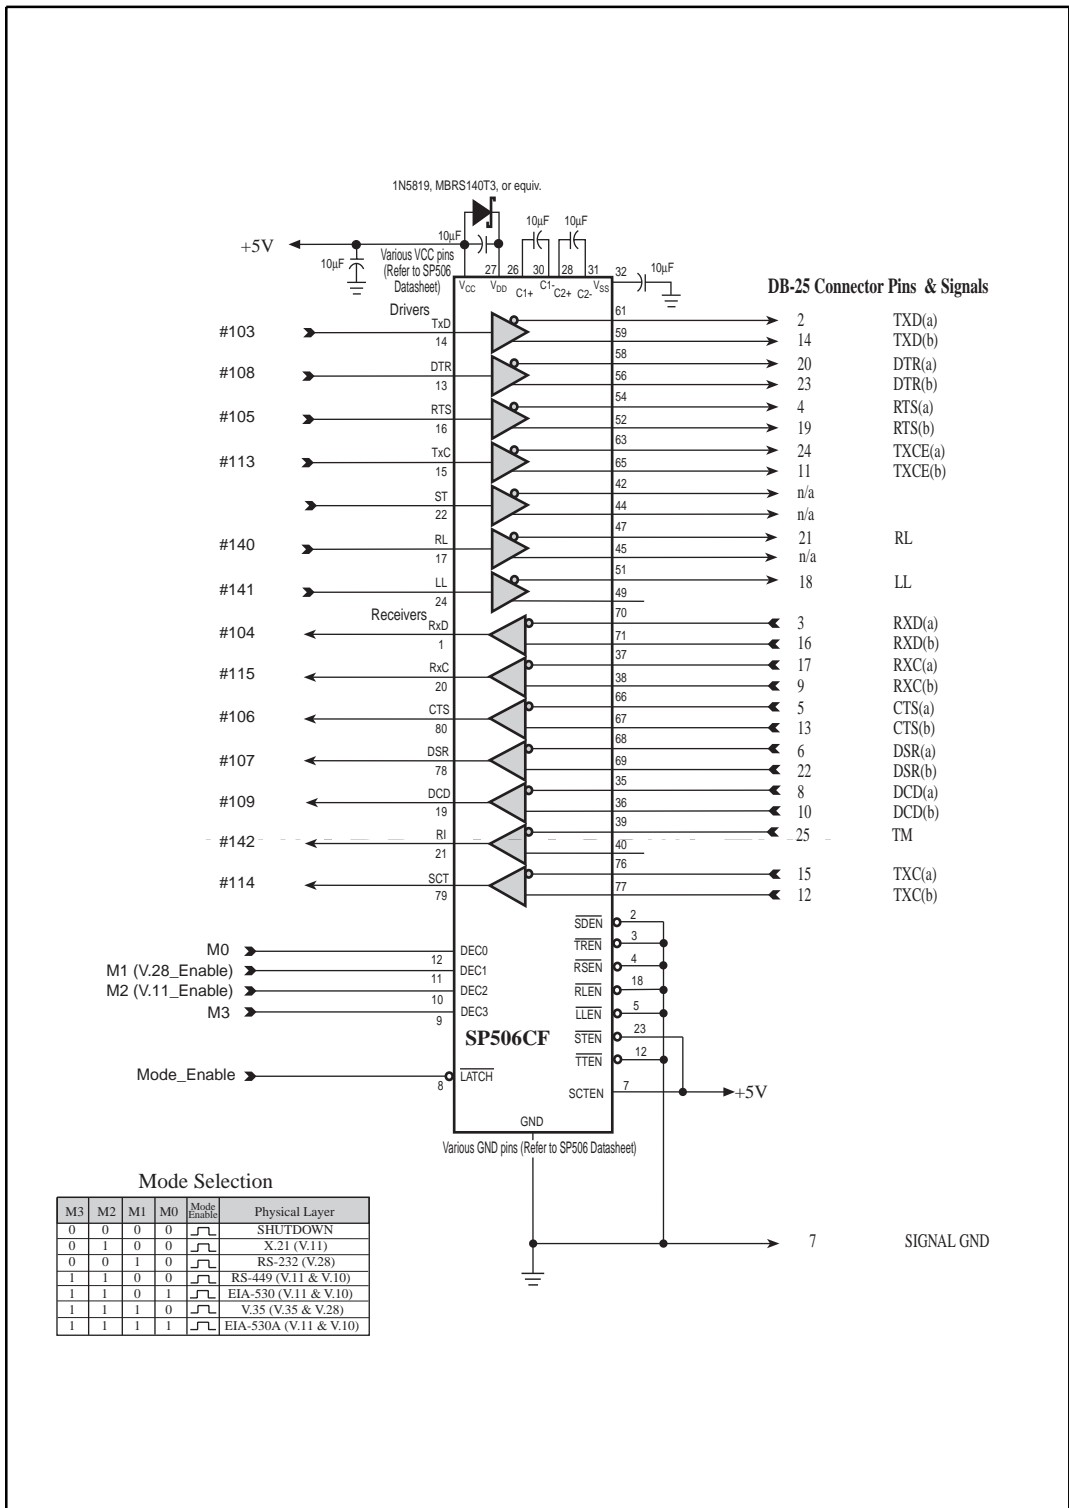 1N5819, MBRS140T3, or equiv.
10µF 10µF
+5V 10µF
10µF Various VCC pins
(Refer to SP506
Datasheet)
27 26 30 28 31 32 10µF
VCC VDD C1+ C1- C2+ C2- VSS
DB-25 Connector Pins & Signals
Drivers
#103 TxD 14 61 2 TXD(a)
59 14 TXD(b)
#108 DTR 13 58 20 DTR(a)
56 23 DTR(b)
#105 RTS 16 54 4 RTS(a)
52 19 RTS(b)
#113 TxC 15 63 24 TXCE(a)
65 11 TXCE(b)
ST 22 42 n/a
44 n/a
#140 RL 17 47 21 RL
45 n/a
#141 LL 24 51 18 LL
49
Receivers
#104 RxD 1 70 3 RXD(a)
71 16 RXD(b)
#115 RxC 20 37 17 RXC(a)
38 9 RXC(b)
#106 CTS 80 66 5 CTS(a)
67 13 CTS(b)
#107 DSR 78 68 6 DSR(a)
69 22 DSR(b)
#109 DCD 19 35 8 DCD(a)
36 10 DCD(b)
#142 RI 21 39 25 TM
40
#114 SCT 79 76 15 TXC(a)
77 12 TXC(b)
SDEN 2
TREN 3
M0 12 DEC0 RSEN 4
M1 (V.28_Enable) 11 DEC1
M2 (V.11_Enable) 10 DEC2 RLEN 18
M3 9 DEC3 LLEN 5
SP506CF
STEN 23
TTEN 12
Mode_Enable 8 LATCH
SCTEN 7 +5V
GND
Various GND pins (Refer to SP506 Datasheet)
7 SIGNAL GND
Mode Selection
M3 M2 M1 M0 Mode Enable Physical Layer
0 0 0 0 SHUTDOWN
0 1 0 0 X.21 (V.11)
0 0 1 0 RS-232 (V.28)
1 1 0 0 RS-449 (V.11 & V.10)
1 1 0 1 EIA-530 (V.11 & V.10)
1 1 1 0 V.35 (V.35 & V.28)
1 1 1 1 EIA-530A (V.11 & V.10)